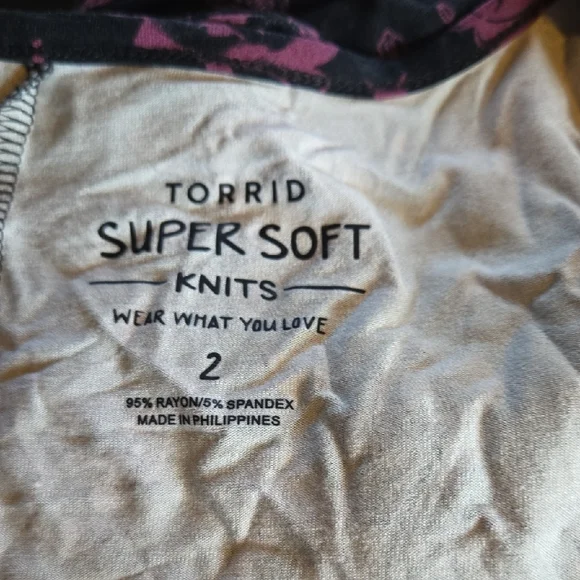 TORRID
SUPER SOFT
KNITS
WEAR WHAT YOU LOVE
2
95% RAYON/5% SPANDEX
MADE IN PHILIPPINES